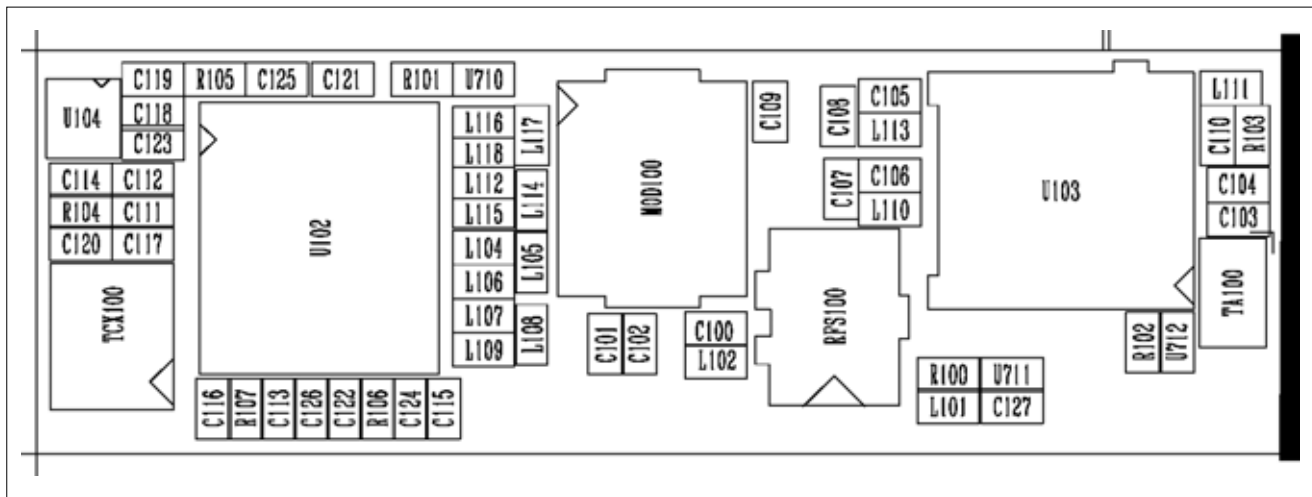 C119 R105 C125 C121 R101 U710
U104 C118
C123
C114 C112
R104 C111
C120 C117
TCX100
U102
L116 L117
L118
L112 L114
L115
L104 L105
L106
L107 L108
L109
C116 R107 C113 C126 C122 R106 C124 C115
MOD100
C109
C108 C105
L113
C107 C106
L110
U103
L111
C110 R103
C104
C103
TA100
RFS100
C101 C102
C100
L102
R102 U712
R100 U711
L101 C127